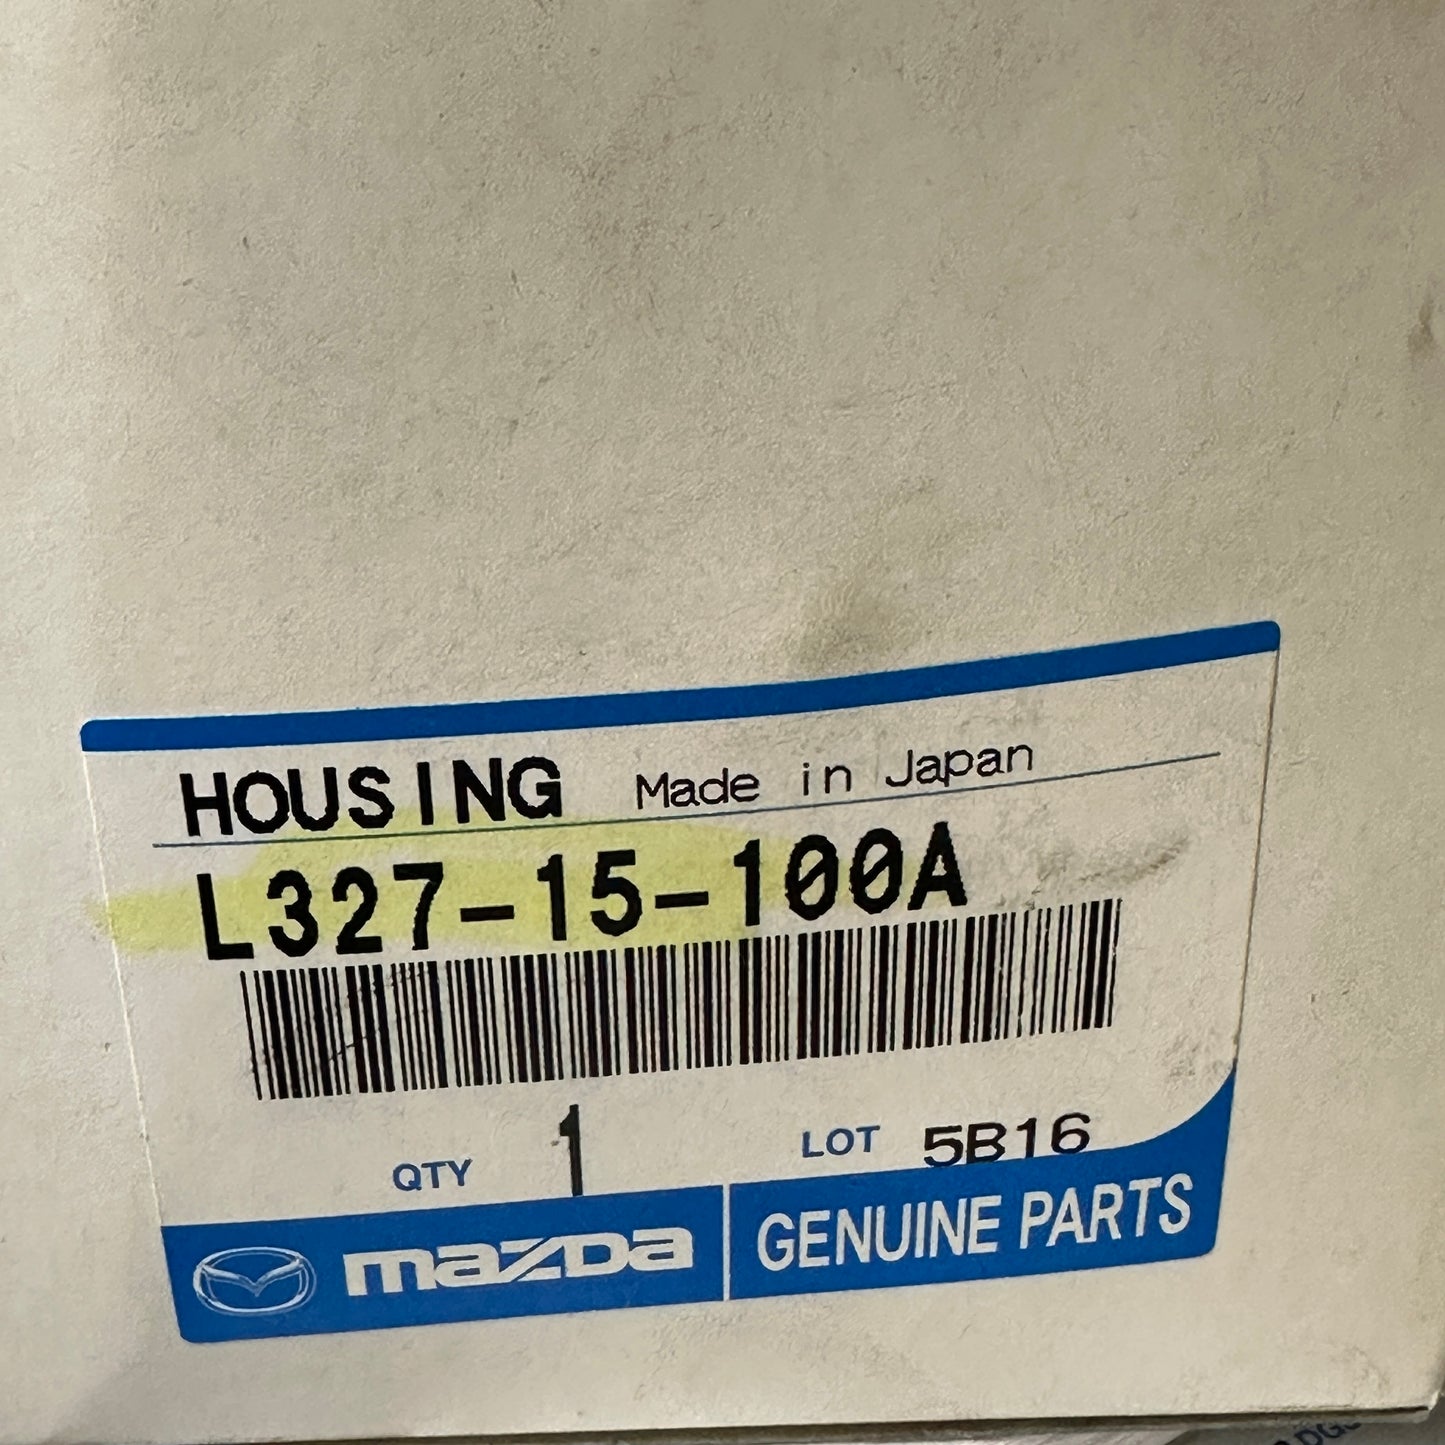 HOUSING Made in Japan
L327-15-100A
QTY 1 LOT 5B16
mazDa GENUINE PARTS